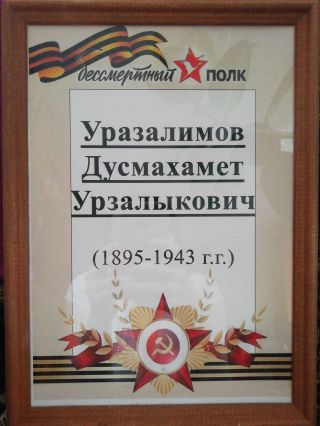 бессмертный полк
Уразалимов
Дусмахамет
Урзалыкович
(1895-1943 г.г.)